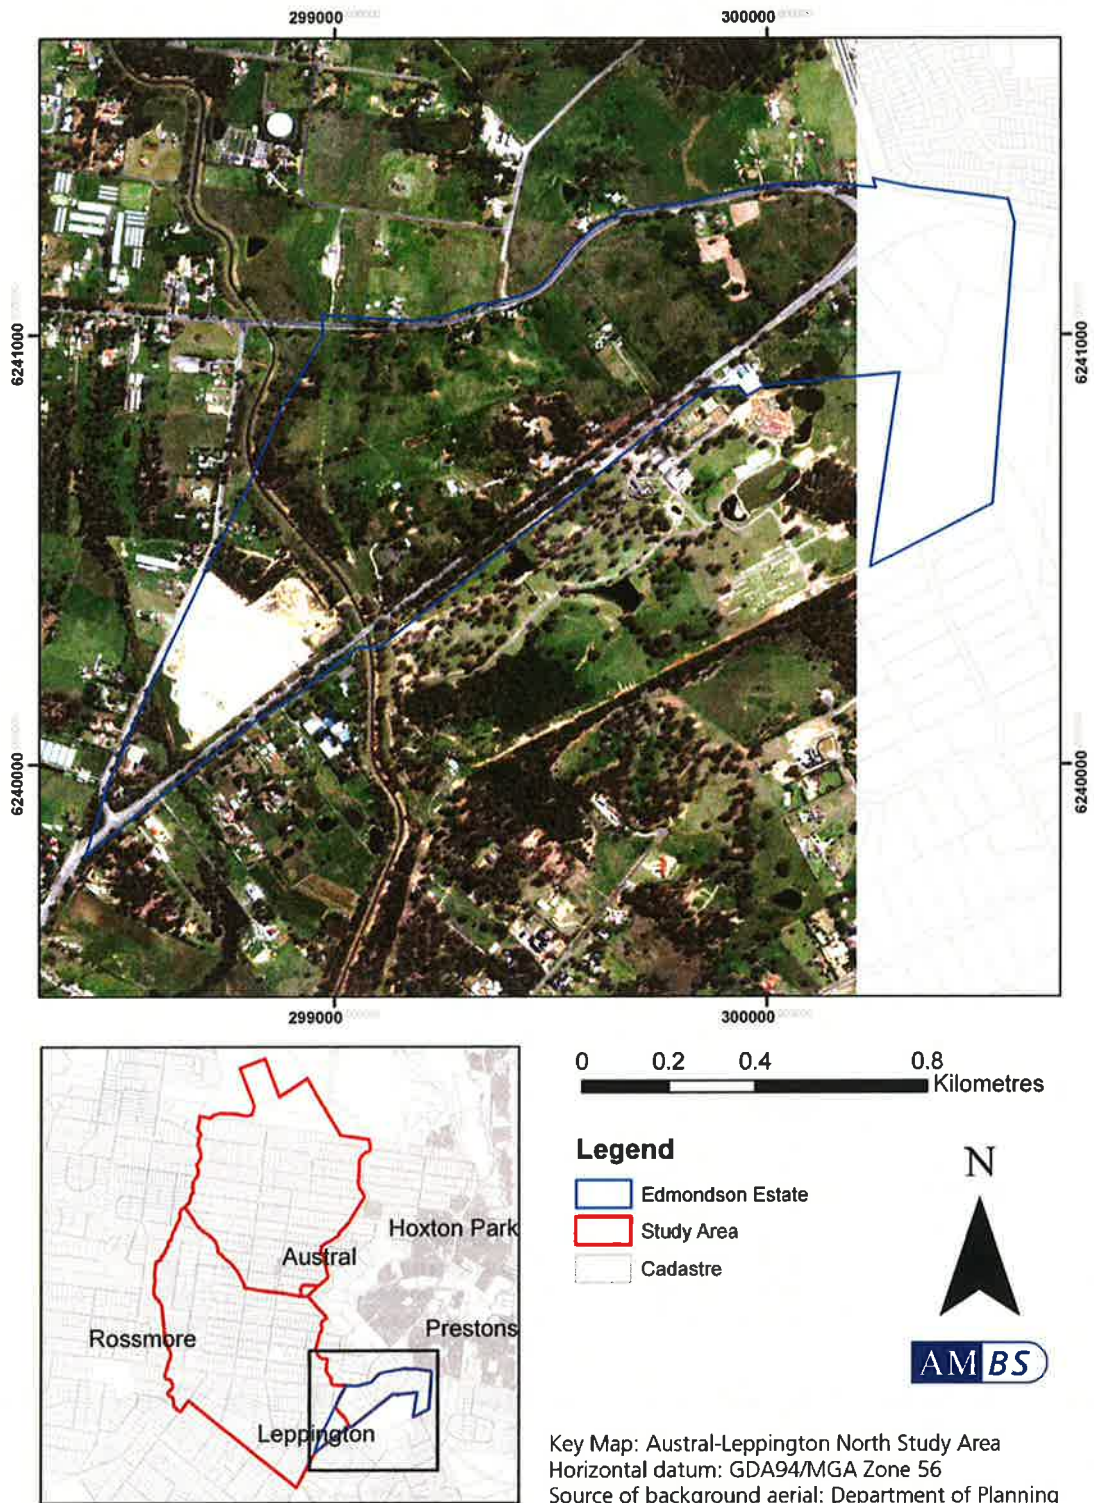 299000
300000
6241000
6241000
6240000
6240000
299000
300000
0 0.2 0.4 0.8
Kilometres
Legend
Edmondson Estate
Study Area
Cadastre
N
AMBS
Hoxton Park
Austral
Prestons
Rossmore
Leppington
Key Map: Austral-Leppington North Study Area
Horizontal datum: GDA94/MGA Zone 56
Source of background aerial: Department of Planning